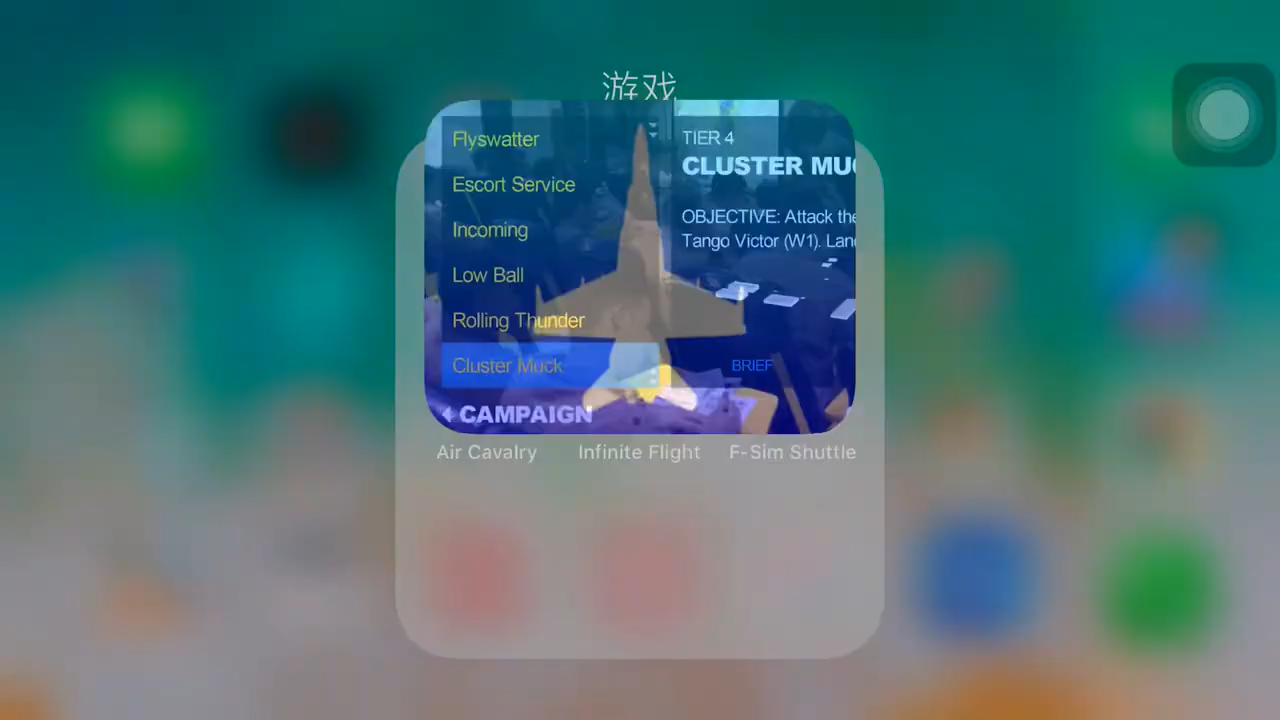 游戏
Flyswatter
Escort Service
Incoming
Low Ball
Rolling Thunder
Cluster Muck
CAMPAIGN
TIER 4
CLUSTER MUC
OBJECTIVE: Attack the
Tango Victor (W1). Land
BRIEF
Air Cavalry
Infinite Flight
F-Sim Shuttle